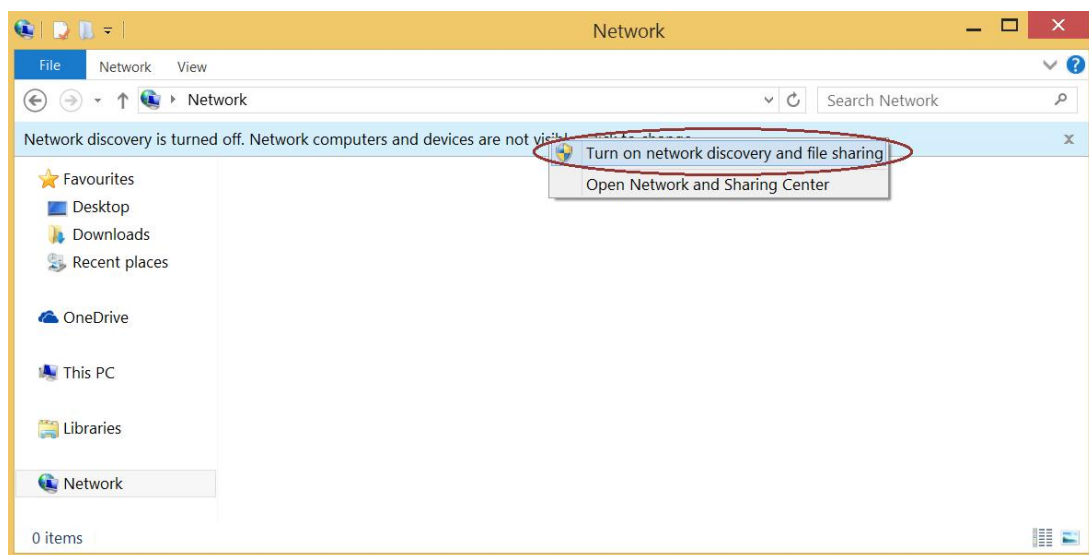 Network
File Network View
Network Search Network
Network discovery is turned off. Network computers and devices are not
Turn on network discovery and file sharing
Open Network and Sharing Center
Favourites
Desktop
Downloads
Recent places
OneDrive
This PC
Libraries
Network
0 items